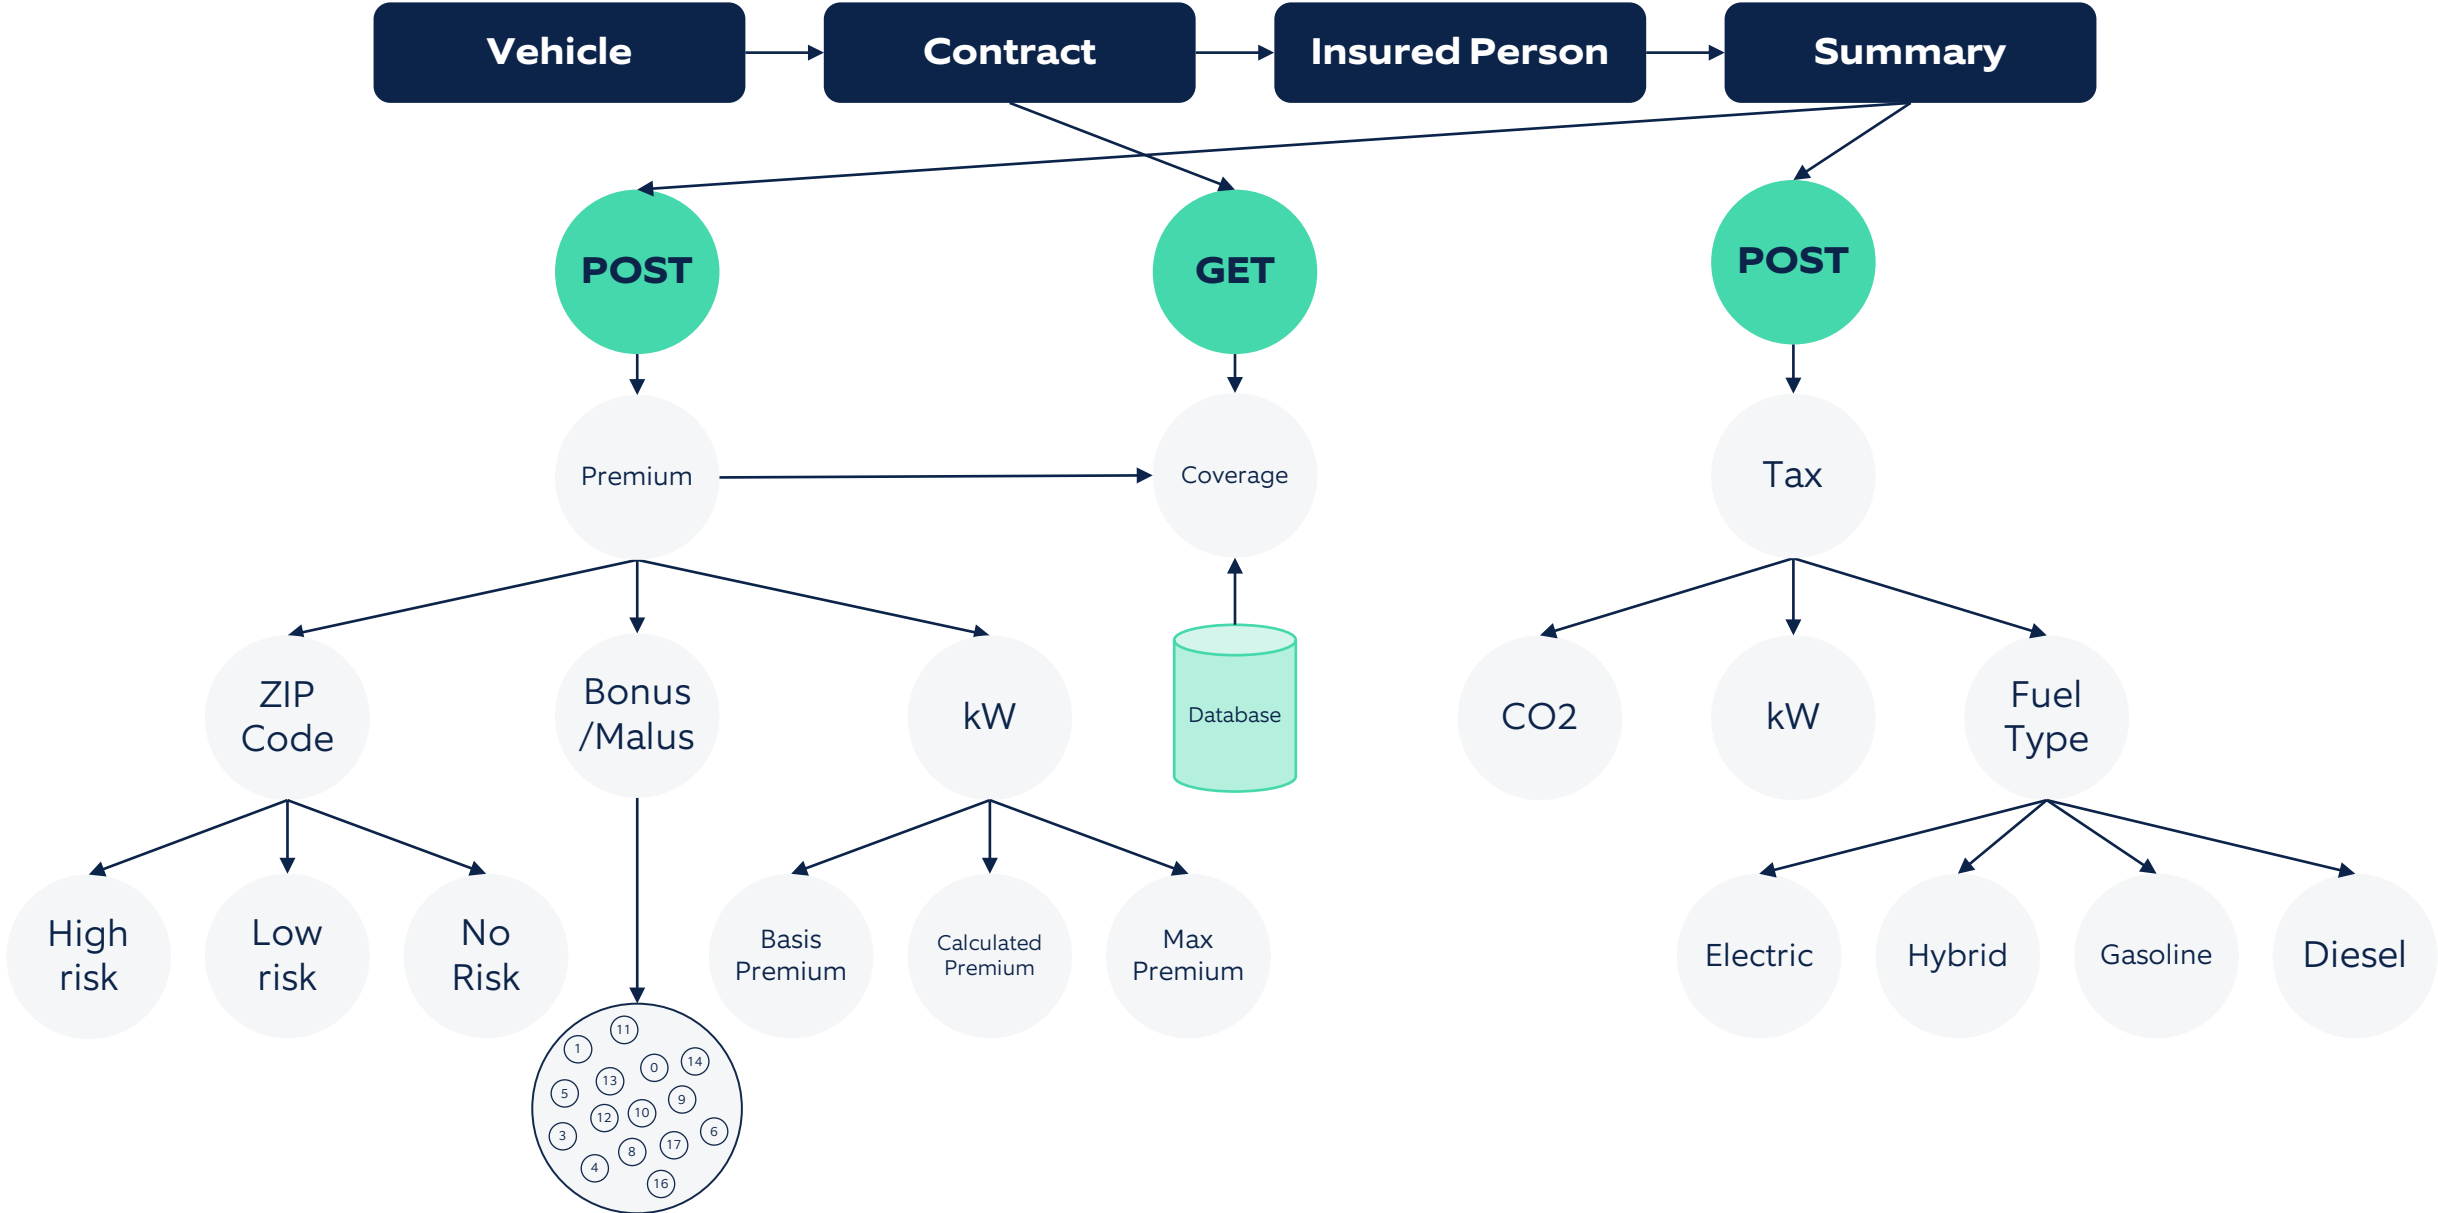 Vehicle
Contract
Insured Person
Summary
POST
GET
POST
Premium
Coverage
Tax
ZIP
Code
Bonus
/Malus
kW
Database
CO2
kW
Fuel
Type
High
risk
Low
risk
No
Risk
Basis
Premium
Calculated
Premium
Max
Premium
Electric
Hybrid
Gasoline
Diesel
11
1
0
14
13
5
9
12
10
3
6
8
17
4
16